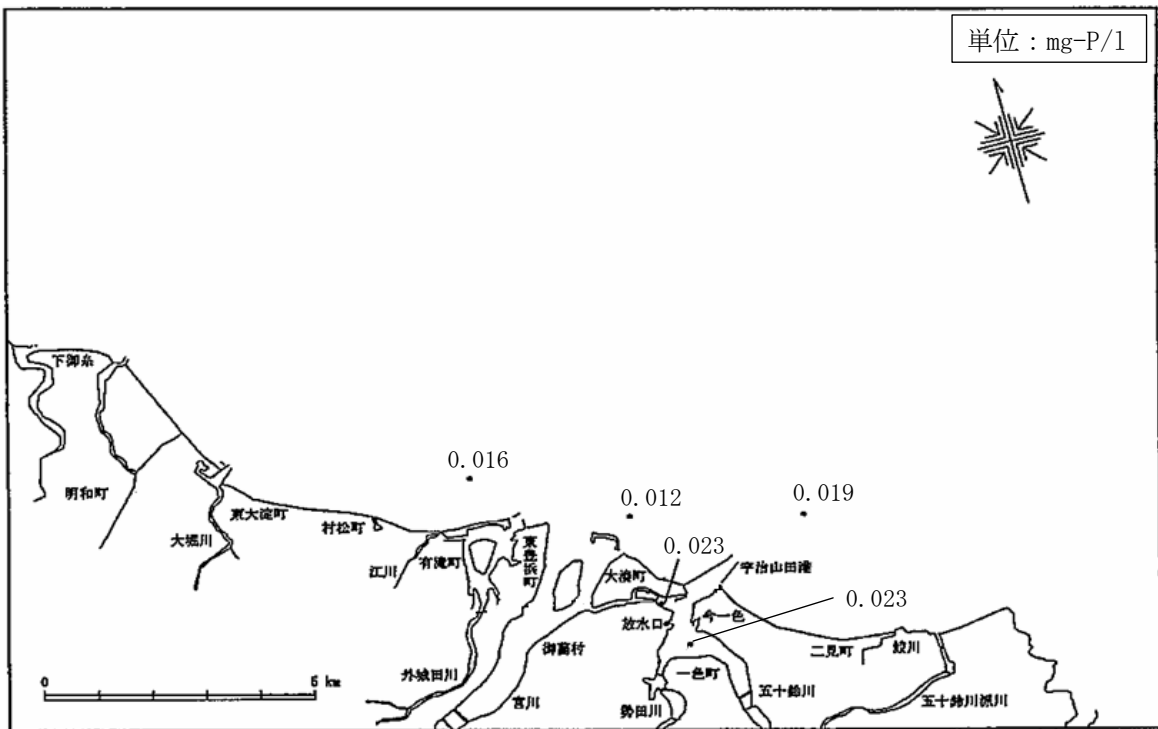 単位：mg-P/l
下御糸
0.016
明和町
0.012
0.019
東大淀町
村松町
大堀川
0.023
江川
有滝町
東豊浜町
大湊町
宇治山田港
0.023
放水口
今一色
御薗村
二見町
鮫川
外城田川
一色町
0
5 km
宮川
勢田川
五十鈴川
五十鈴川派川